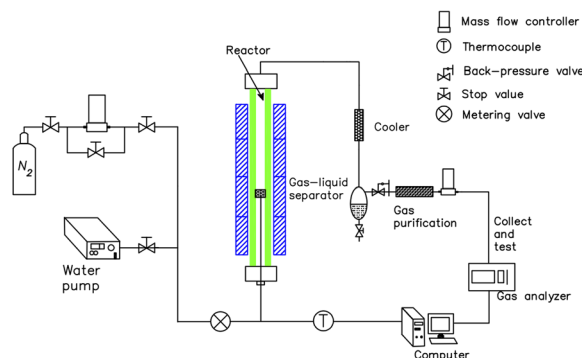 Mass flow controller
Reactor
T
Thermocouple
Back-pressure valve
Stop value
Metering valve
Cooler
N2
Gas-liquid
separator
Gas
purification
Collect
and
test
Water
pump
Gas analyzer
T
Computer